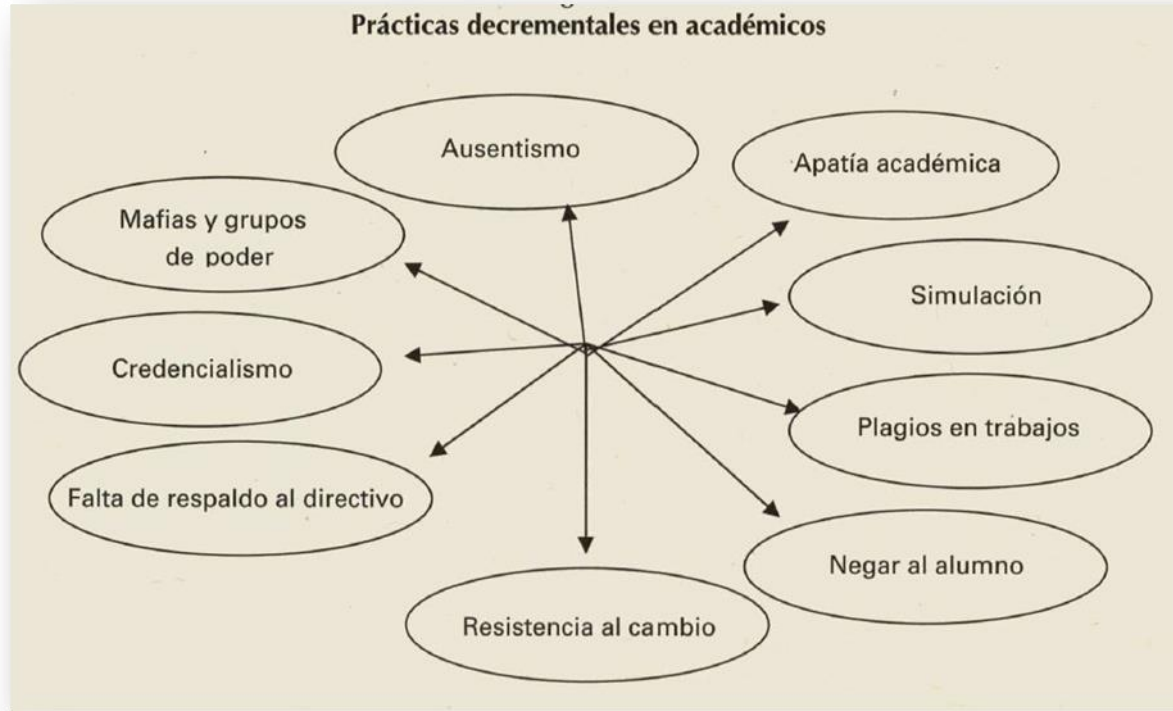 Prácticas decrementales en académicos
Ausentismo
Apatía académica
Mafias y grupos
de poder
Simulación
Credencialismo
Plagios en trabajos
Falta de respaldo al directivo
Negar al alumno
Resistencia al cambio